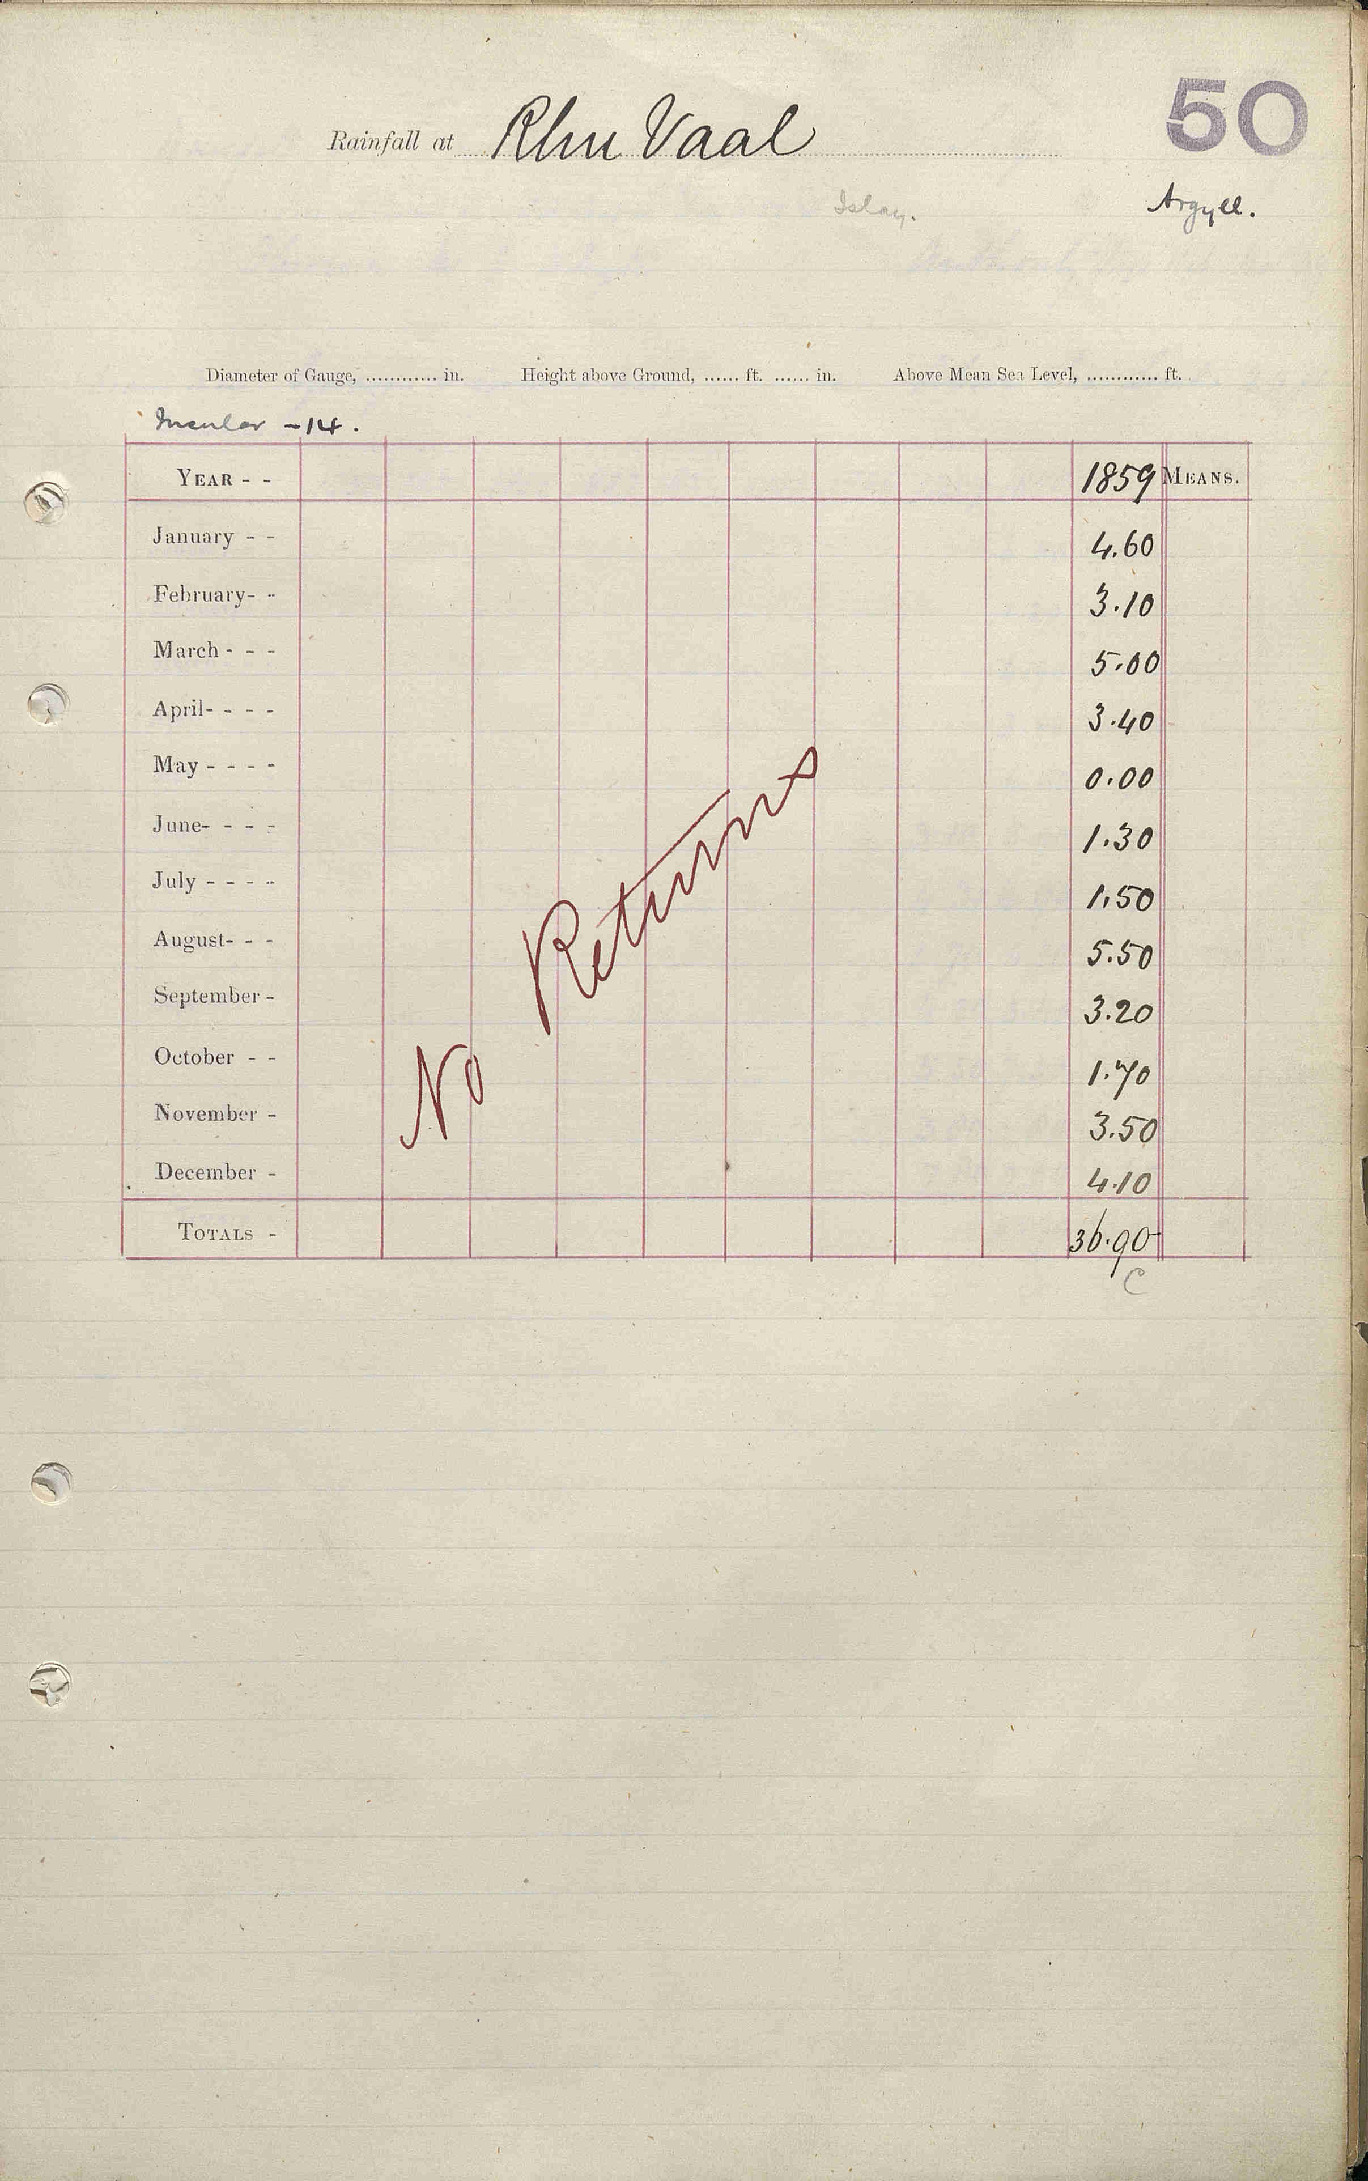 50
Rainfall at Rhu Vaal
Islay.
Argyll.
Diameter of Gauge, ............ in. Height above Ground, ...... ft. ...... in. Above Mean Sea Level, ............ ft.
Insular - 14.
YEAR - - 1859 MEANS.
January - - 4.60
February- - 3.10
March - - - 5.00
April- - - - 3.40
May - - - - 0.00
June- - - - 1.30
July - - - - 1.50
August- - - 5.50
September - 3.20
October - - 1.70
November - 3.50
December - 4.10
TOTALS - 36.90
C
No Returns